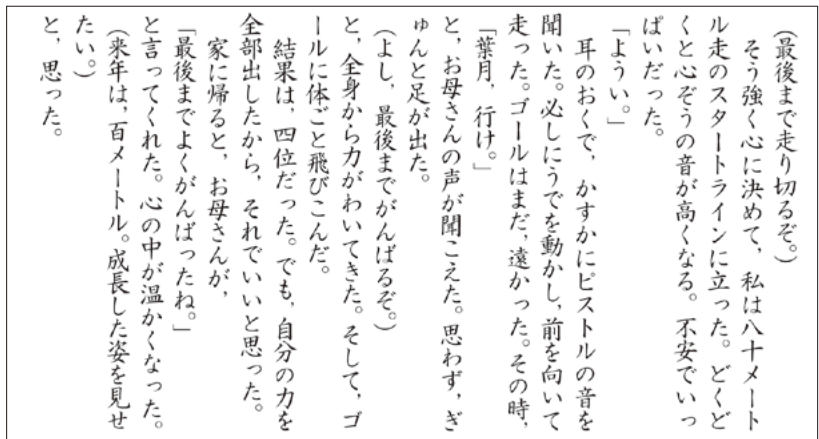 （最後まで走り切るぞ。）
　そう強く心に決めて，私は八十メート
ル走のスタートラインに立った。どくど
くと心ぞうの音が高くなる。不安でいっ
ぱいだった。
「ようい。」
　耳のおくで，かすかにピストルの音を
聞いた。必しにうでを動かし，前を向いて
走った。ゴールはまだ，遠かった。その時，
「葉月，行け。」
と，お母さんの声が聞こえた。思わず，ぎ
ゅんと足が出た。
（よし，最後までがんばるぞ。）
と，全身から力がわいてきた。そして，ゴ
ールに体ごと飛びこんだ。
　結果は，四位だった。でも，自分の力を
全部出したから，それでいいと思った。
　家に帰ると，お母さんが，
「最後までよくがんばったね。」
と言ってくれた。心の中が温かくなった。
（来年は，百メートル。成長した姿を見せ
たい。）
と，思った。